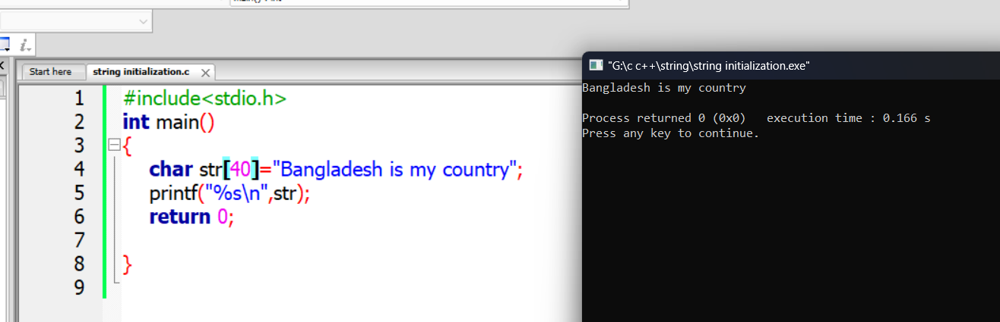 Start here
string initialization.c
1 #include<stdio.h>
2 int main()
3 {
4 char str[40]="Bangladesh is my country";
5 printf("%s\n",str);
6 return 0;
7
8 }
9
"G:\c c++\string\string initialization.exe"
Bangladesh is my country
Process returned 0 (0x0)   execution time : 0.166 s
Press any key to continue.